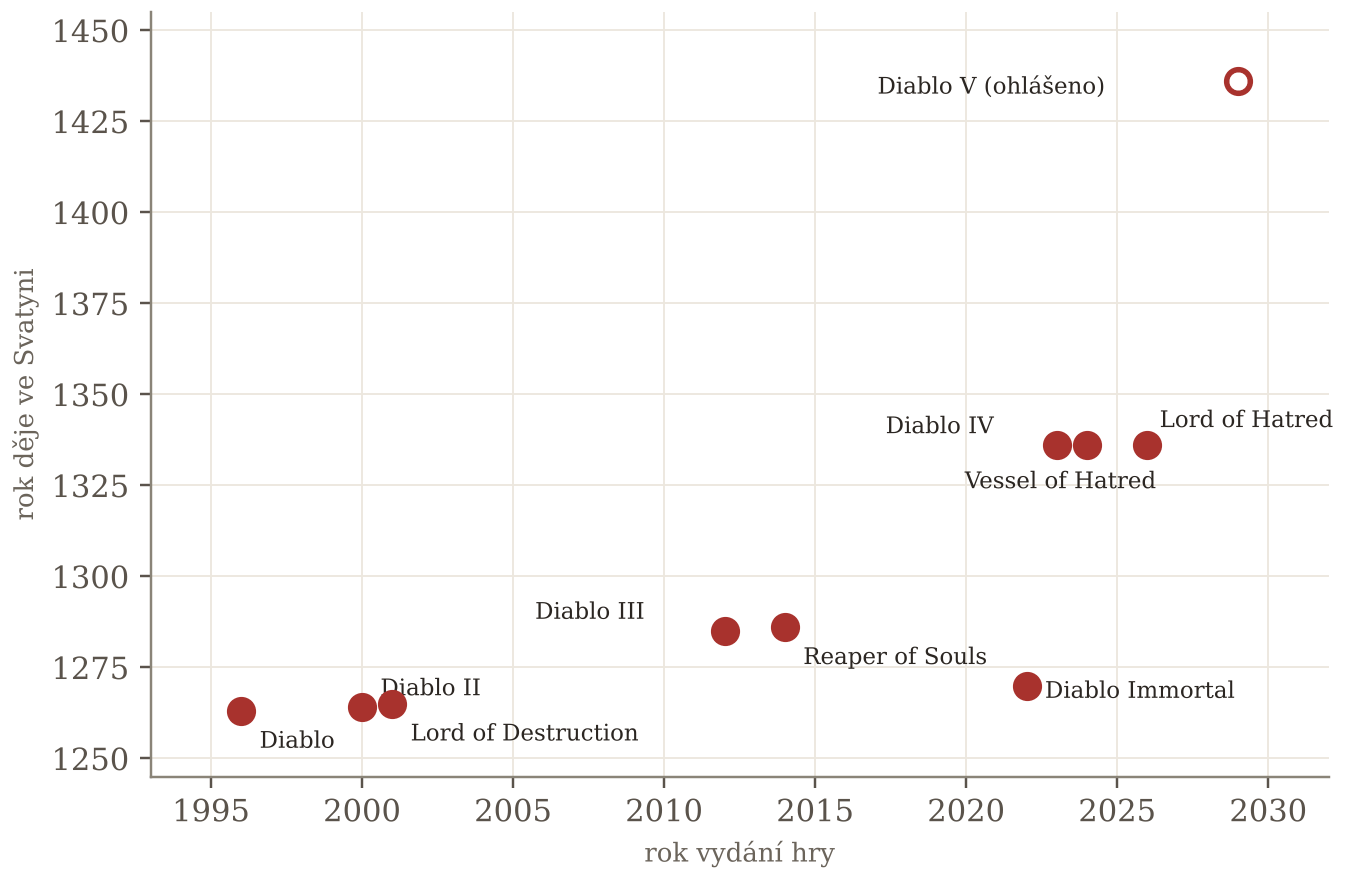 1450
Diablo V (ohlášeno)
1425
1400
1375
1350
Lord of Hatred
Diablo IV
Vessel of Hatred
1325
1300
Diablo III
Reaper of Souls
1275
Diablo II
Diablo Immortal
Lord of Destruction
Diablo
1250
rok děje ve Svatyni
1995 2000 2005 2010 2015 2020 2025 2030
rok vydání hry